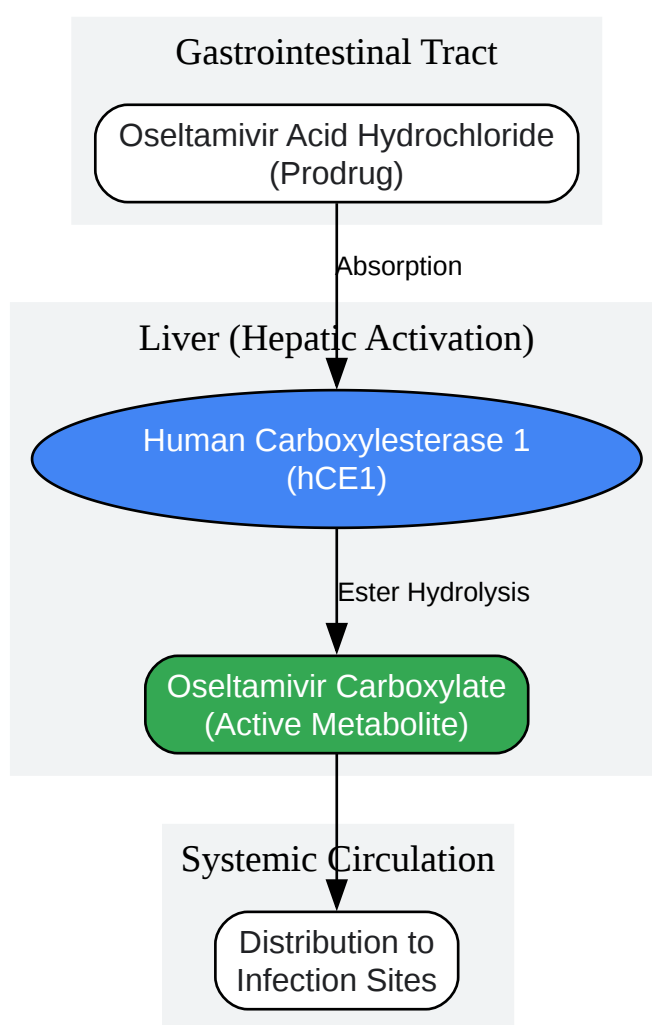 Gastrointestinal Tract
Oseltamivir Acid Hydrochloride
(Prodrug)
Absorption
Liver (Hepatic Activation)
Human Carboxylesterase 1
(hCE1)
Ester Hydrolysis
Oseltamivir Carboxylate
(Active Metabolite)
Systemic Circulation
Distribution to
Infection Sites